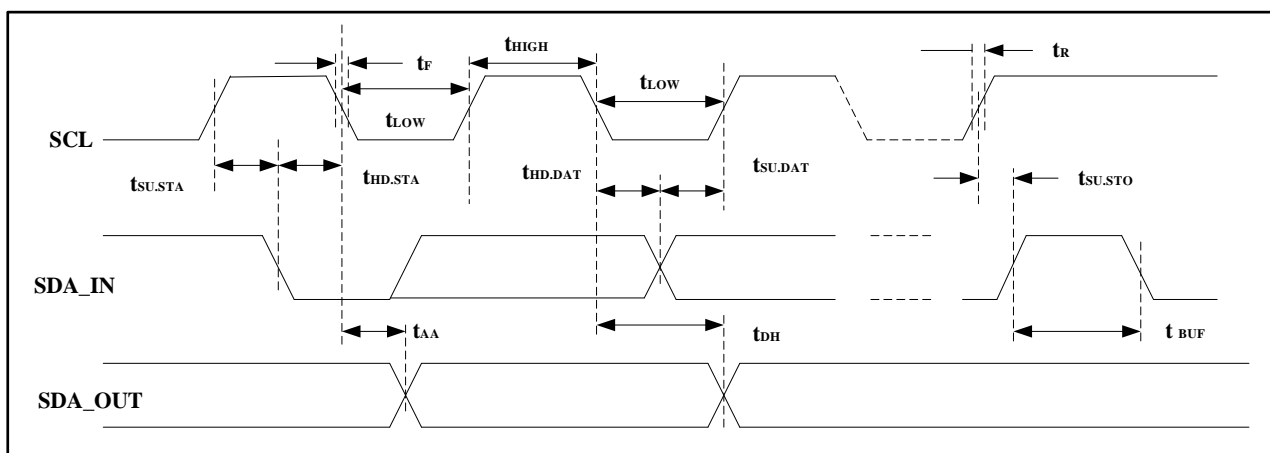 tHIGH
tF
tR
tLOW
tLOW
SCL
tSU.STA
tHD.STA
tHD.DAT
tSU.DAT
tSU.STO
SDA_IN
tAA
tDH
t BUF
SDA_OUT